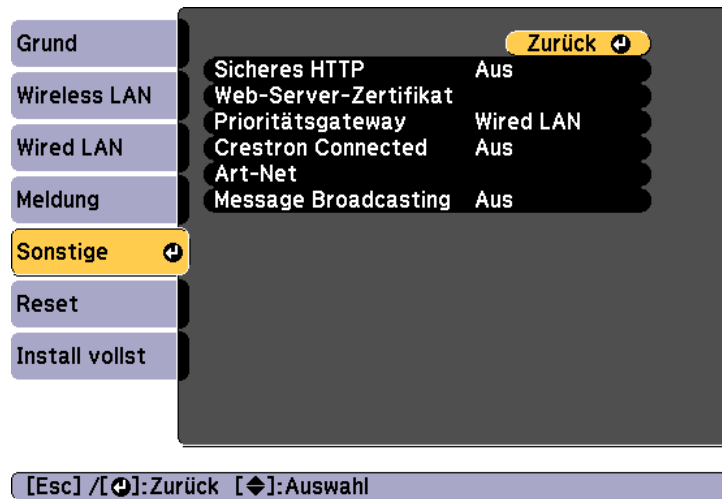 Grund
Wireless LAN
Wired LAN
Meldung
Sonstige
Reset
Install vollst
Zurück
Sicheres HTTP Aus
Web-Server-Zertifikat
Prioritätsgateway Wired LAN
Crestron Connected Aus
Art-Net
Message Broadcasting Aus
[Esc] /[⏎]:Zurück [◆]:Auswahl